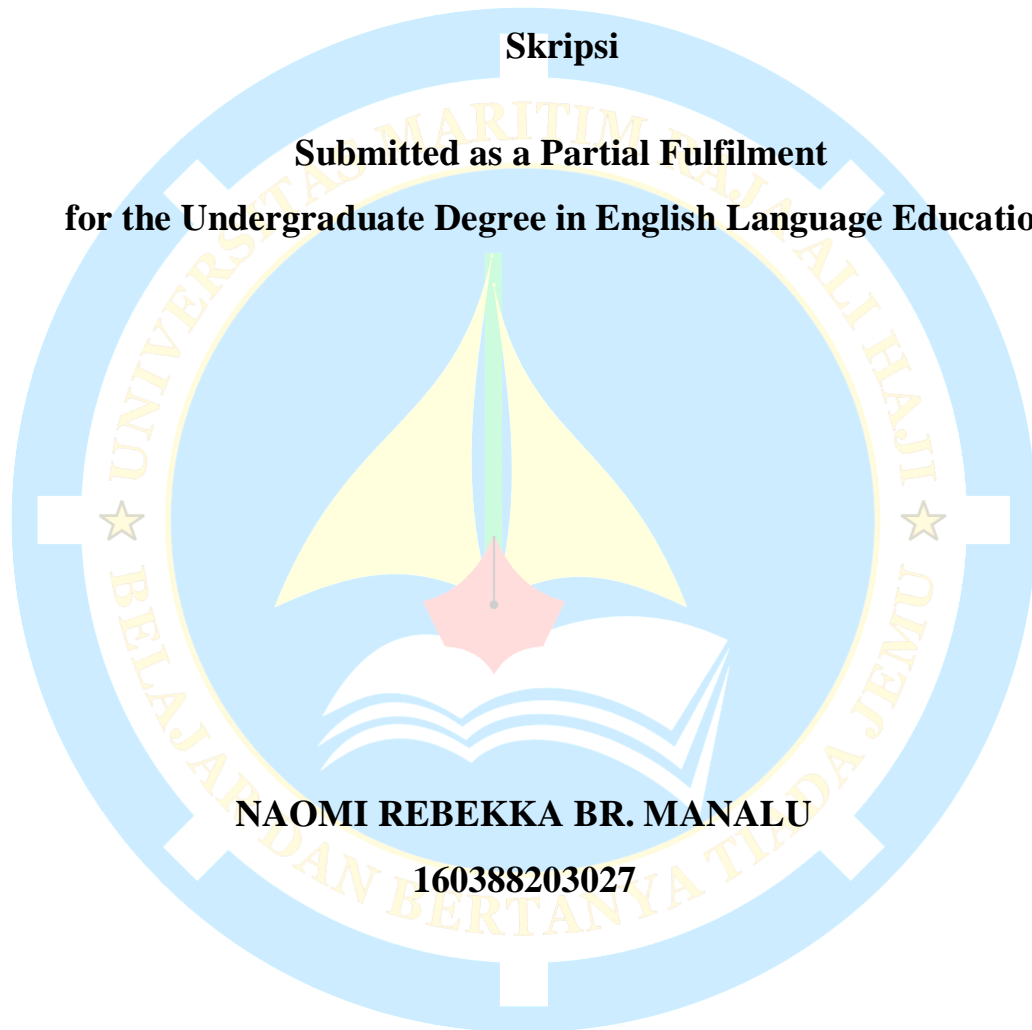 Skripsi
Submitted as a Partial Fulfilment
for the Undergraduate Degree in English Language Educatio
NAOMI REBEKKA BR. MANALU
160388203027
UNIVERSITAS MARITIM RAJA ALI HAJI
BELAJAR DAN BERTANYA TIADA JEMU